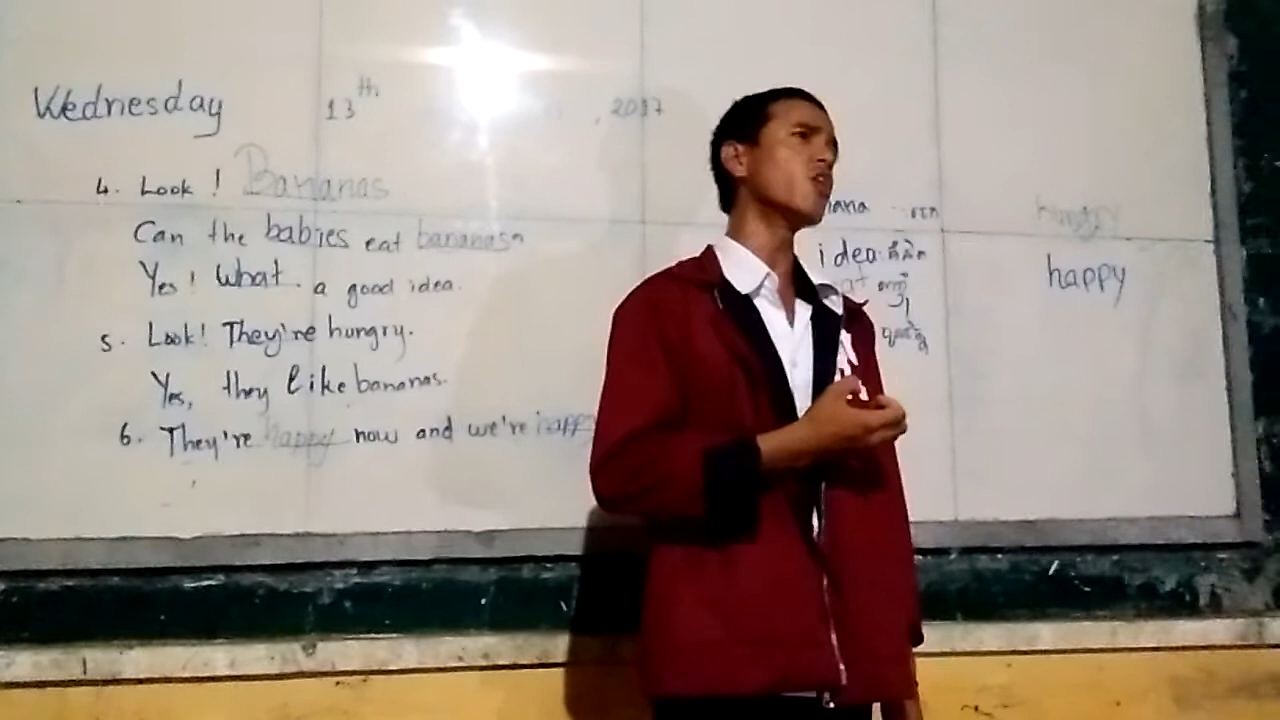 Wednesday 13th , 2017
4. Look! Bananas
Can the babies eat bananas
Yes! What a good idea.
5. Look! They're hungry.
Yes, they like bananas.
6. They're happy now and we're happy
idea
hungry
happy